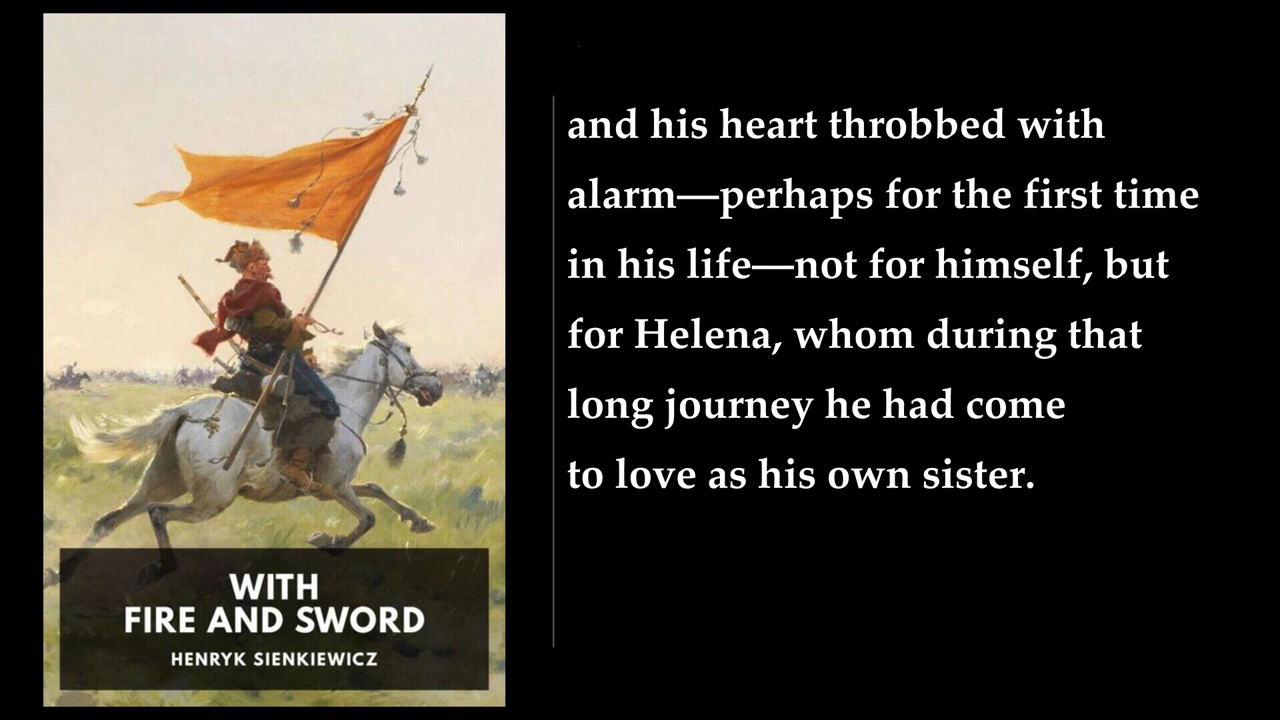 WITH
FIRE AND SWORD
HENRYK SIENKIEWICZ
and his heart throbbed with
alarm—perhaps for the first time
in his life—not for himself, but
for Helena, whom during that
long journey he had come
to love as his own sister.